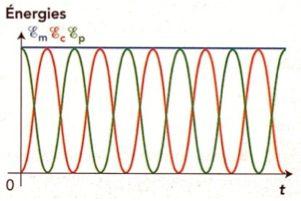 Énergies
ℰm ℰc ℰp
0
t